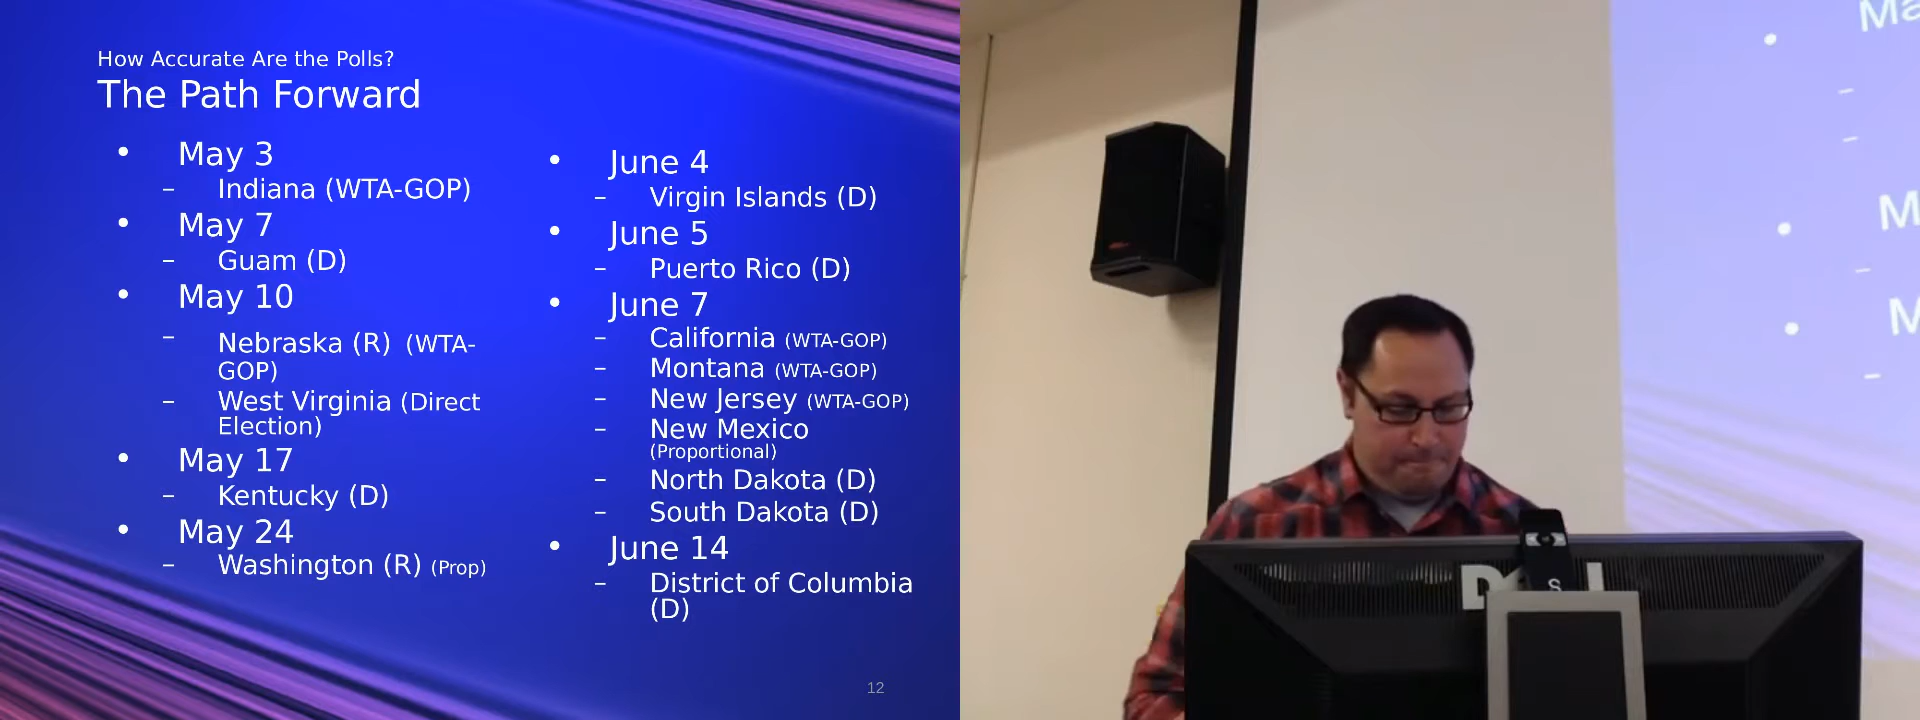 How Accurate Are the Polls?
The Path Forward
• May 3
– Indiana (WTA-GOP)
• May 7
– Guam (D)
• May 10
– Nebraska (R) (WTA-
GOP)
– West Virginia (Direct
Election)
• May 17
– Kentucky (D)
• May 24
– Washington (R) (Prop)
• June 4
– Virgin Islands (D)
• June 5
– Puerto Rico (D)
• June 7
– California (WTA-GOP)
– Montana (WTA-GOP)
– New Jersey (WTA-GOP)
– New Mexico
(Proportional)
– North Dakota (D)
– South Dakota (D)
• June 14
– District of Columbia
(D)
12